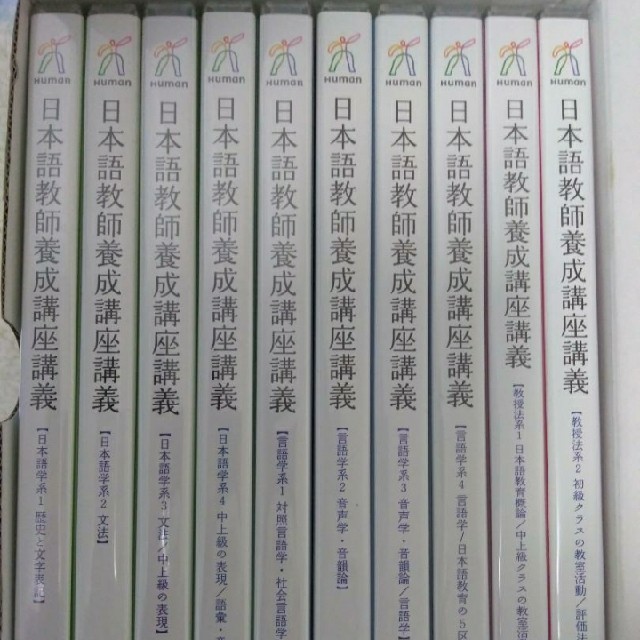 Human
日本語教師養成講座講義
【日本語学系1 歴史と文字表記】
Human
日本語教師養成講座講義
【日本語学系2 文法】
Human
日本語教師養成講座講義
【日本語学系3 文法/中上級の表現】
Human
日本語教師養成講座講義
【日本語学系4 中上級の表現/語彙・
Human
日本語教師養成講座講義
【言語学系1 対照言語学・社会言語学
Human
日本語教師養成講座講義
【言語学系2 音声学・音韻論】
Human
日本語教師養成講座講義
【言語学系3 音声学・音韻論/言語学】
Human
日本語教師養成講座講義
【言語学系4 言語学/日本語教育の5区
Human
日本語教師養成講座講義
【教授法系1 日本語教育概論/中上級クラスの教室活
Human
日本語教師養成講座講義
【教授法系2 初級クラスの教室活動/評価法